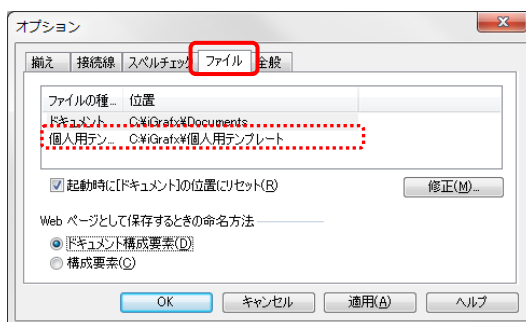 オプション
揃え 接続線 スペルチェック ファイル 全般
ファイルの種... 位置
ドキュメント C:¥iGrafx¥Documents
個人用テン... C:¥iGrafx¥個人用テンプレート
起動時に[ドキュメント]の位置にリセット(R) 修正(M)...
Web ページとして保存するときの命名方法
ドキュメント構成要素(D)
構成要素(C)
OK キャンセル 適用(A) ヘルプ